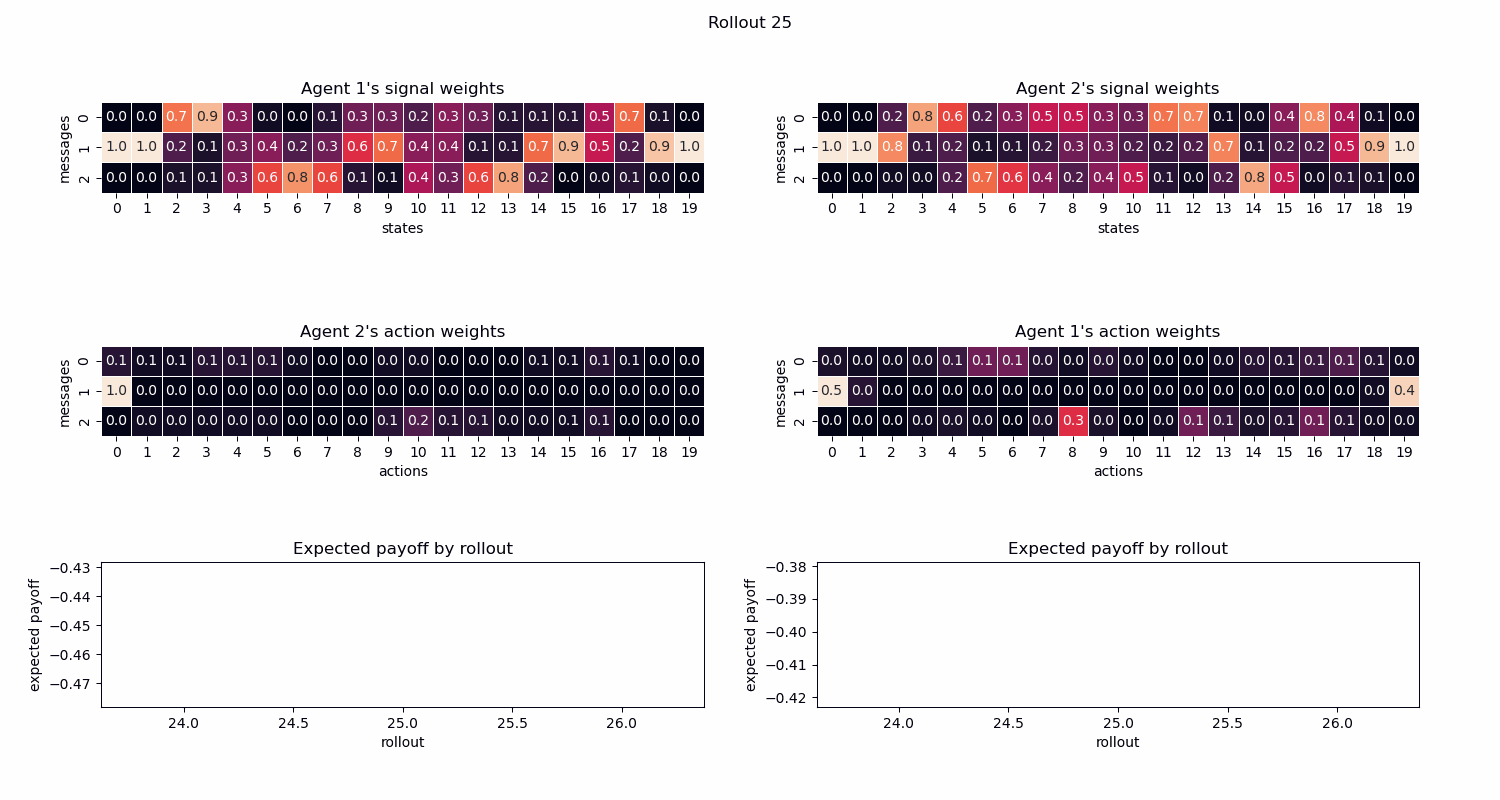 Rollout 25
Agent 1's signal weights
messages
0 0.0 0.0 0.7 0.9 0.3 0.0 0.0 0.1 0.3 0.3 0.2 0.3 0.3 0.1 0.1 0.1 0.5 0.7 0.1 0.0
1 1.0 1.0 0.2 0.1 0.3 0.4 0.2 0.3 0.6 0.7 0.4 0.4 0.1 0.1 0.7 0.9 0.5 0.2 0.9 1.0
2 0.0 0.0 0.1 0.1 0.3 0.6 0.8 0.6 0.1 0.1 0.4 0.3 0.6 0.8 0.2 0.0 0.0 0.1 0.0 0.0
0 1 2 3 4 5 6 7 8 9 10 11 12 13 14 15 16 17 18 19
states
Agent 2's signal weights
messages
0 0.0 0.0 0.2 0.8 0.6 0.2 0.3 0.5 0.5 0.3 0.3 0.7 0.7 0.1 0.0 0.4 0.8 0.4 0.1 0.0
1 1.0 1.0 0.8 0.1 0.2 0.1 0.1 0.2 0.3 0.3 0.2 0.2 0.2 0.7 0.1 0.2 0.2 0.5 0.9 1.0
2 0.0 0.0 0.0 0.0 0.2 0.7 0.6 0.4 0.2 0.4 0.5 0.1 0.0 0.2 0.8 0.5 0.0 0.1 0.1 0.0
0 1 2 3 4 5 6 7 8 9 10 11 12 13 14 15 16 17 18 19
states
Agent 2's action weights
messages
0 0.1 0.1 0.1 0.1 0.1 0.1 0.0 0.0 0.0 0.0 0.0 0.0 0.0 0.0 0.1 0.1 0.1 0.1 0.0 0.0
1 1.0 0.0 0.0 0.0 0.0 0.0 0.0 0.0 0.0 0.0 0.0 0.0 0.0 0.0 0.0 0.0 0.0 0.0 0.0 0.0
2 0.0 0.0 0.0 0.0 0.0 0.0 0.0 0.0 0.0 0.1 0.2 0.1 0.1 0.0 0.0 0.1 0.1 0.0 0.0 0.0
0 1 2 3 4 5 6 7 8 9 10 11 12 13 14 15 16 17 18 19
actions
Agent 1's action weights
messages
0 0.0 0.0 0.0 0.0 0.1 0.1 0.1 0.0 0.0 0.0 0.0 0.0 0.0 0.0 0.0 0.1 0.1 0.1 0.1 0.0
1 0.5 0.0 0.0 0.0 0.0 0.0 0.0 0.0 0.0 0.0 0.0 0.0 0.0 0.0 0.0 0.0 0.0 0.0 0.0 0.4
2 0.0 0.0 0.0 0.0 0.0 0.0 0.0 0.0 0.3 0.0 0.0 0.0 0.1 0.1 0.0 0.1 0.1 0.1 0.0 0.0
0 1 2 3 4 5 6 7 8 9 10 11 12 13 14 15 16 17 18 19
actions
Expected payoff by rollout
expected payoff
−0.43
−0.44
−0.45
−0.46
−0.47
24.0 24.5 25.0 25.5 26.0
rollout
Expected payoff by rollout
expected payoff
−0.38
−0.39
−0.40
−0.41
−0.42
24.0 24.5 25.0 25.5 26.0
rollout